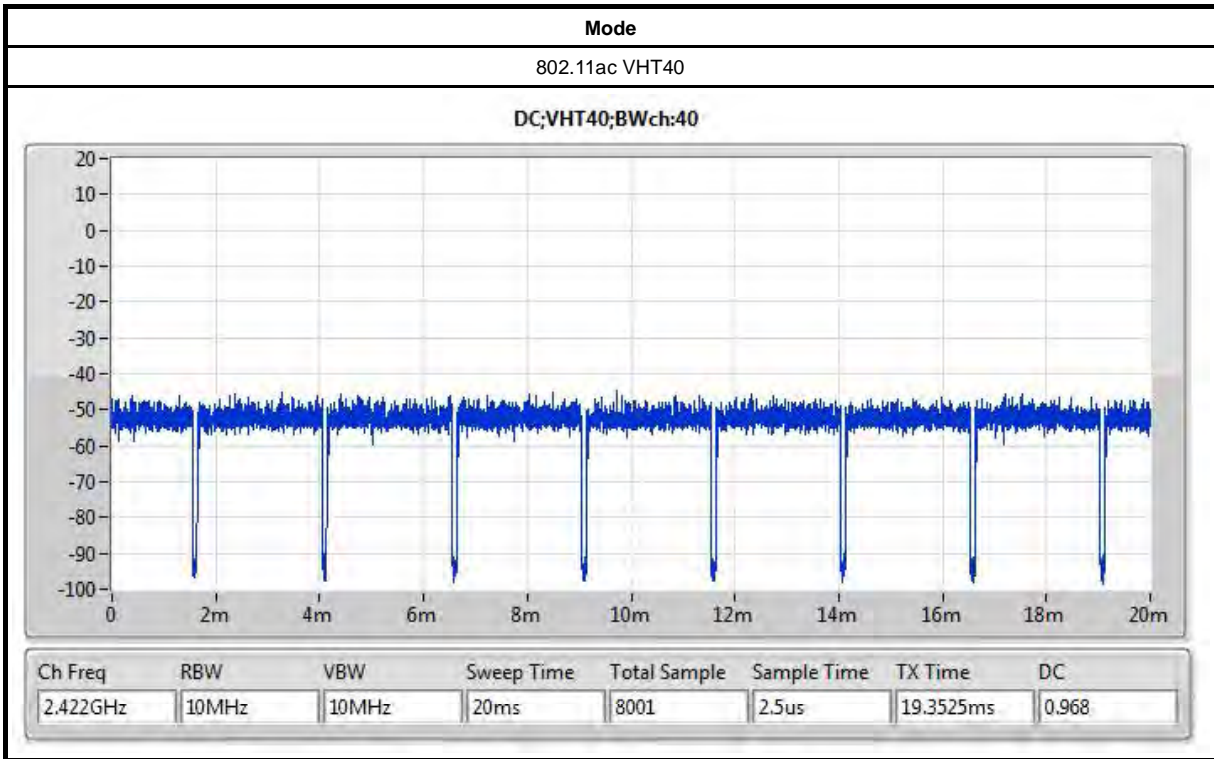 Mode
802.11ac VHT40
DC;VHT40;BWch:40
20
10
0
-10
-20
-30
-40
-50
-60
-70
-80
-90
-100
0 2m 4m 6m 8m 10m 12m 14m 16m 18m 20m
Ch Freq RBW VBW Sweep Time Total Sample Sample Time TX Time DC
2.422GHz 10MHz 10MHz 20ms 8001 2.5us 19.3525ms 0.968